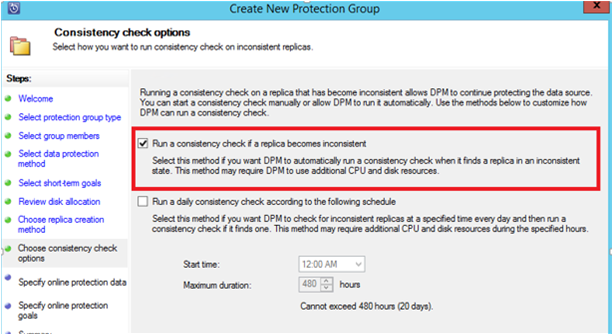 Create New Protection Group
Consistency check options
Select how you want to run consistency check on inconsistent replicas.
Steps:
Welcome
Select protection group type
Select group members
Select data protection
method
Select short-term goals
Review disk allocation
Choose replica creation
method
Choose consistency check
options
Specify online protection data
Specify online protection
goals
Running a consistency check on a replica that has become inconsistent allows DPM to continue protecting the data source.
You can start a consistency check manually or allow DPM to run it automatically. Use the methods below to customize how
DPM can run a consistency check.
Run a consistency check if a replica becomes inconsistent
Select this method if you want DPM to automatically run a consistency check when it finds a replica in an inconsistent
state. This method may require DPM to use additional CPU and disk resources.
Run a daily consistency check according to the following schedule
Select this method if you want DPM to check for inconsistent replicas at a specified time every day and then run a
consistency check if it finds one. This method may require additional CPU and disk resources during the specified hours.
Start time: 12:00 AM
Maximum duration: 480 hours
Cannot exceed 480 hours (20 days).